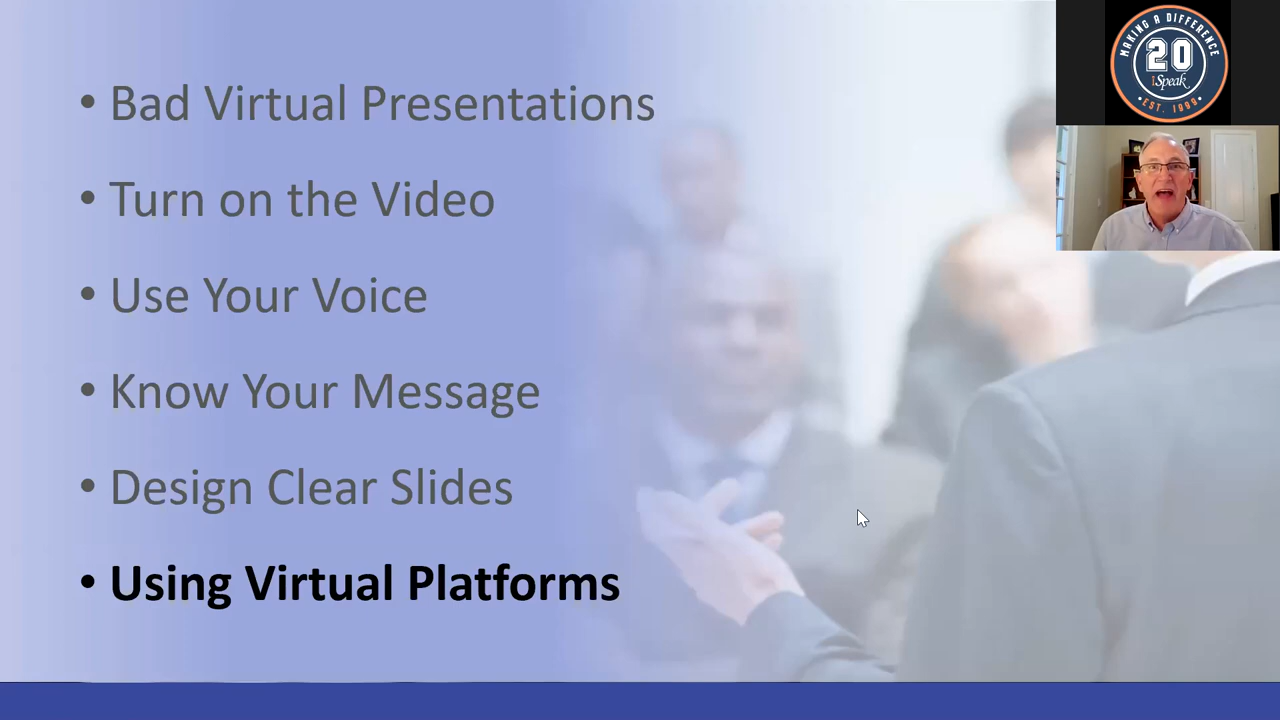 • Bad Virtual Presentations
• Turn on the Video
• Use Your Voice
• Know Your Message
• Design Clear Slides
• Using Virtual Platforms
MAKING A DIFFERENCE
20
iSpeak
• EST. 1999 •